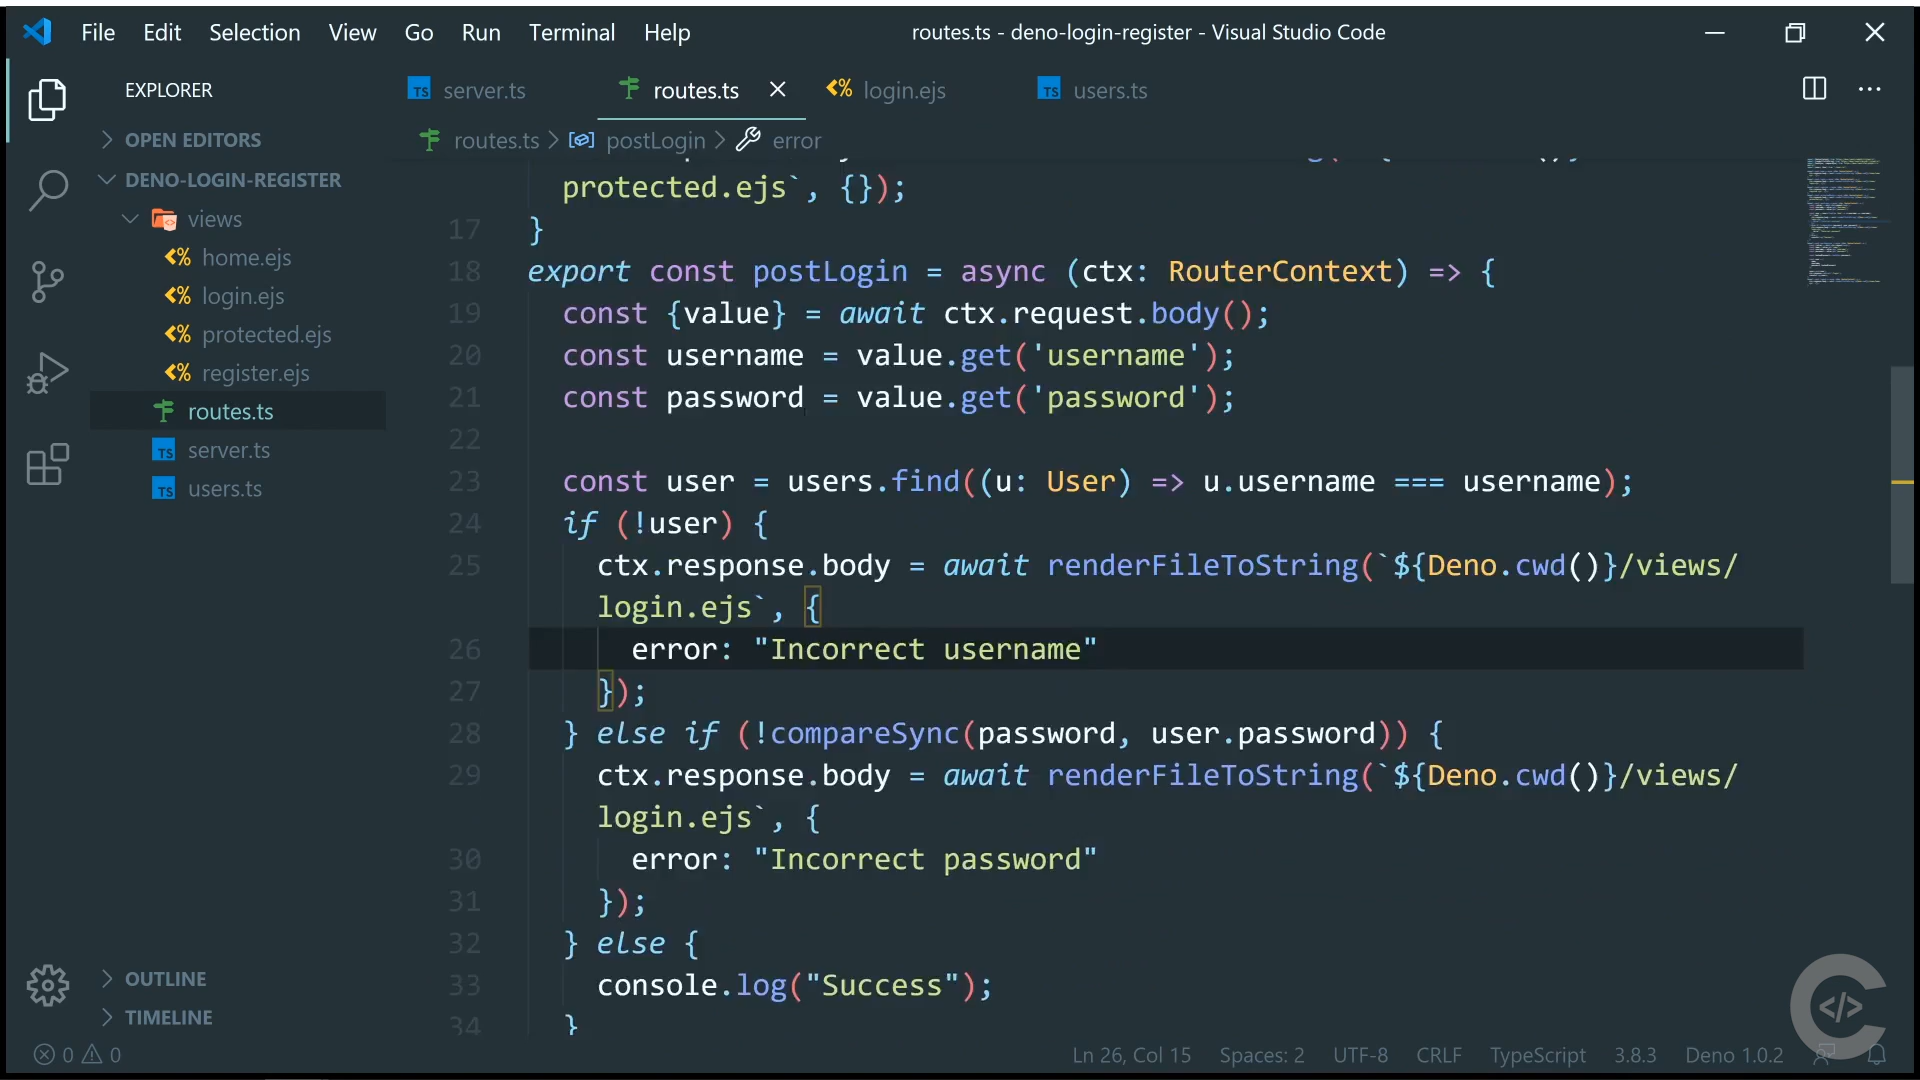 File Edit Selection View Go Run Terminal Help routes.ts - deno-login-register - Visual Studio Code
EXPLORER
OPEN EDITORS
DENO-LOGIN-REGISTER
views
home.ejs
login.ejs
protected.ejs
register.ejs
routes.ts
server.ts
users.ts
OUTLINE
TIMELINE
server.ts routes.ts login.ejs users.ts
routes.ts > postLogin > error
protected.ejs`, {});
17 }
18 export const postLogin = async (ctx: RouterContext) => {
19 const {value} = await ctx.request.body();
20 const username = value.get('username');
21 const password = value.get('password');
22
23 const user = users.find((u: User) => u.username === username);
24 if (!user) {
25 ctx.response.body = await renderFileToString(`${Deno.cwd()}/views/
login.ejs`, {
26 error: "Incorrect username"
27 });
28 } else if (!compareSync(password, user.password)) {
29 ctx.response.body = await renderFileToString(`${Deno.cwd()}/views/
login.ejs`, {
30 error: "Incorrect password"
31 });
32 } else {
33 console.log("Success");
34 }
0 0 Ln 26, Col 15 Spaces: 2 UTF-8 CRLF TypeScript 3.8.3 Deno 1.0.2